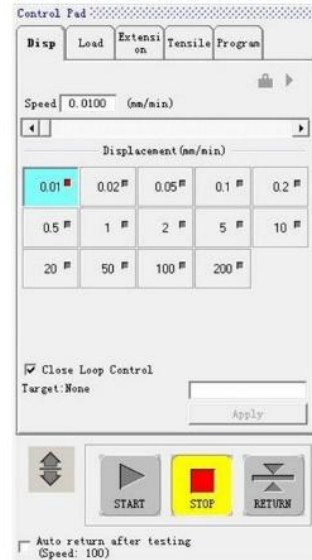 Control Pad
Disp Load Extensi on Tensile Program
Speed 0.0100 (mm/min)
Displacement(mm/min)
0.01 0.02 0.05 0.1 0.2
0.5 1 2 5 10
20 50 100 200
Close Loop Control
Target:None
Apply
START STOP RETURN
Auto return after testing
(Speed: 100)